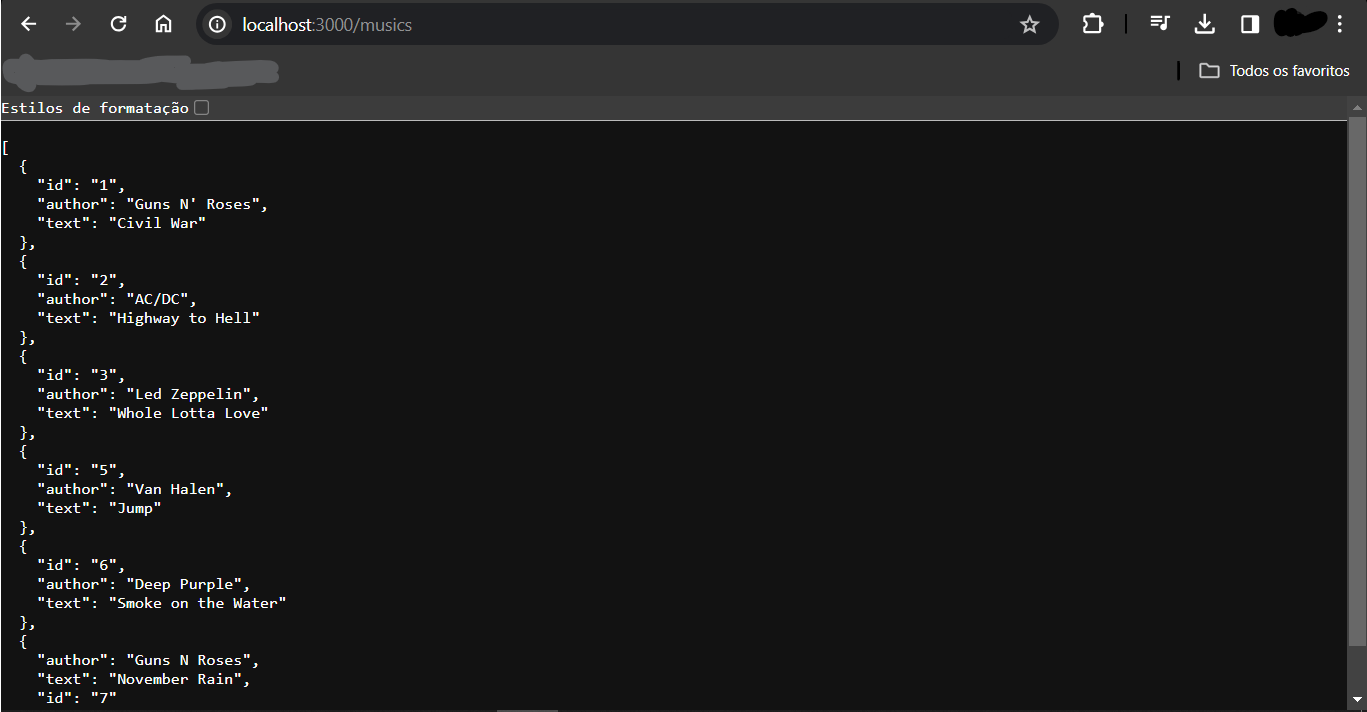 localhost:3000/musics
Todos os favoritos
Estilos de formatação
[
  {
    "id": "1",
    "author": "Guns N' Roses",
    "text": "Civil War"
  },
  {
    "id": "2",
    "author": "AC/DC",
    "text": "Highway to Hell"
  },
  {
    "id": "3",
    "author": "Led Zeppelin",
    "text": "Whole Lotta Love"
  },
  {
    "id": "5",
    "author": "Van Halen",
    "text": "Jump"
  },
  {
    "id": "6",
    "author": "Deep Purple",
    "text": "Smoke on the Water"
  },
  {
    "author": "Guns N Roses",
    "text": "November Rain",
    "id": "7"